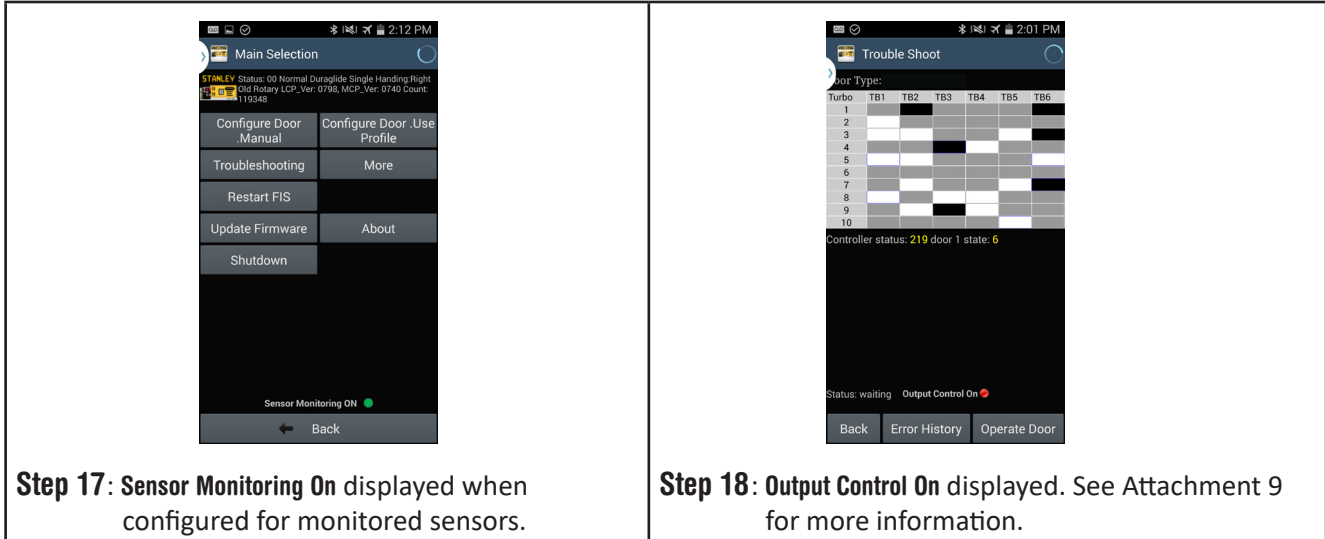 2:12 PM
Main Selection
STANLEY Status: 00 Normal Duraglide Single Handing:Right
Old Rotary LCP_Ver: 0798, MCP_Ver: 0740 Count:
119348
Configure Door .Manual
Configure Door .Use Profile
Troubleshooting
More
Restart FIS
Update Firmware
About
Shutdown
Sensor Monitoring ON
Back
Step 17: Sensor Monitoring On displayed when
configured for monitored sensors.
2:01 PM
Trouble Shoot
oor Type:
Turbo TB1 TB2 TB3 TB4 TB5 TB6
1
2
3
4
5
6
7
8
9
10
Controller status: 219 door 1 state: 6
Status: waiting Output Control On
Back Error History Operate Door
Step 18: Output Control On displayed. See Attachment 9
for more information.